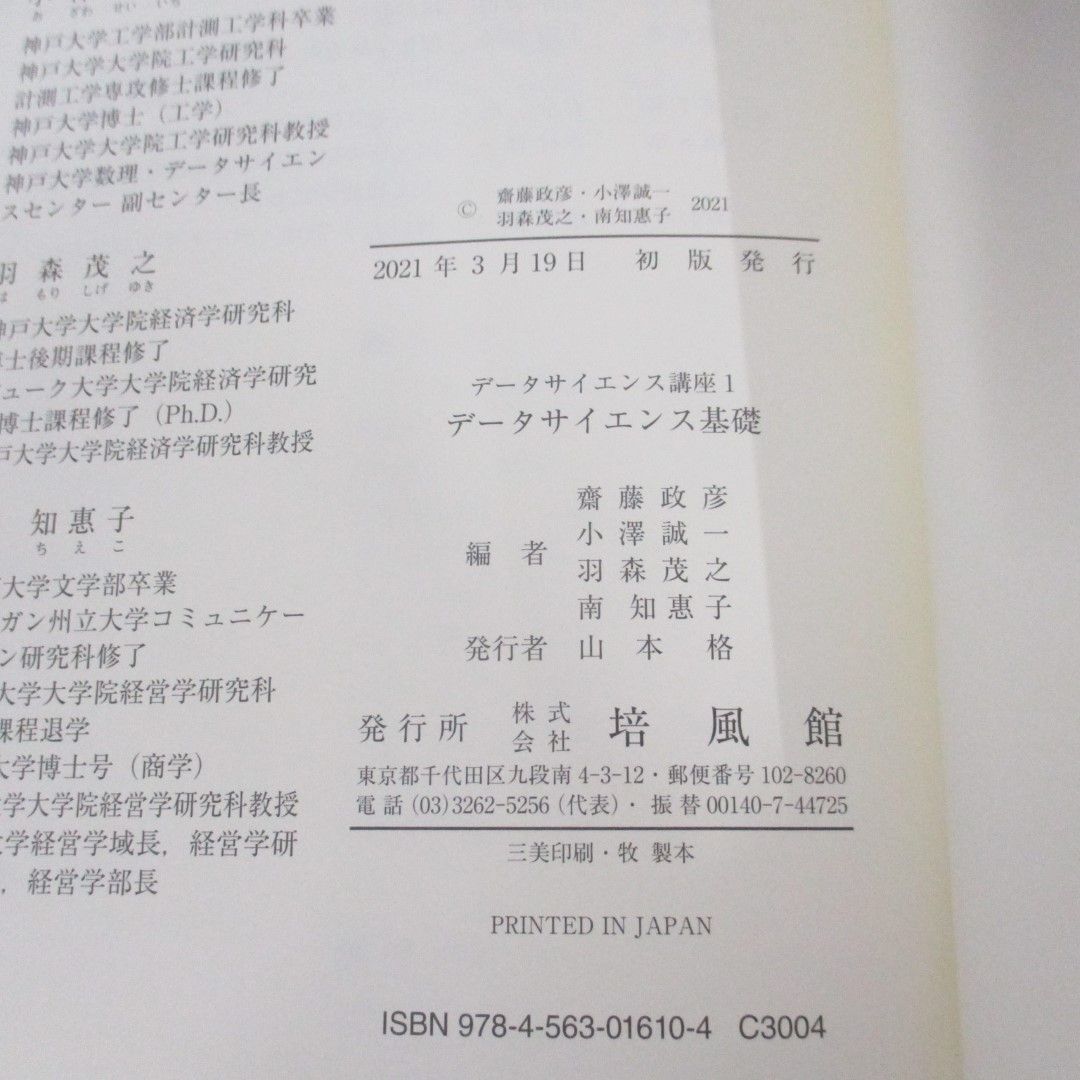 神戸大学工学部計測工学科卒業
神戸大学大学院工学研究科
計測工学専攻修士課程修了
神戸大学博士（工学）
神戸大学大学院工学研究科教授
神戸大学数理・データサイエン
スセンター 副センター長
羽 森 茂 之
は もり しげ ゆき
神戸大学大学院経済学研究科
博士後期課程修了
デューク大学大学院経済学研究
博士課程修了（Ph.D.）
戸大学大学院経済学研究科教授
知 惠 子
ち え こ
大学文学部卒業
ガン州立大学コミュニケー
ン研究科修了
大学大学院経営学研究科
課程退学
大学博士号（商学）
大学大学院経営学研究科教授
大学経営学域長，経営学研
，経営学部長
© 齋藤政彦・小澤誠一 2021
羽森茂之・南知惠子
2021 年 3 月 19 日 初 版 発 行
データサイエンス講座 1
データサイエンス基礎
編 者 齋 藤 政 彦
小 澤 誠 一
羽 森 茂 之
南 知 惠 子
発行者 山 本 格
発行所 株式会社 培 風 館
東京都千代田区九段南 4-3-12・郵便番号 102-8260
電話 (03)3262-5256 (代表)・振替 00140-7-44725
三美印刷・牧 製本
PRINTED IN JAPAN
ISBN 978-4-563-01610-4 C3004